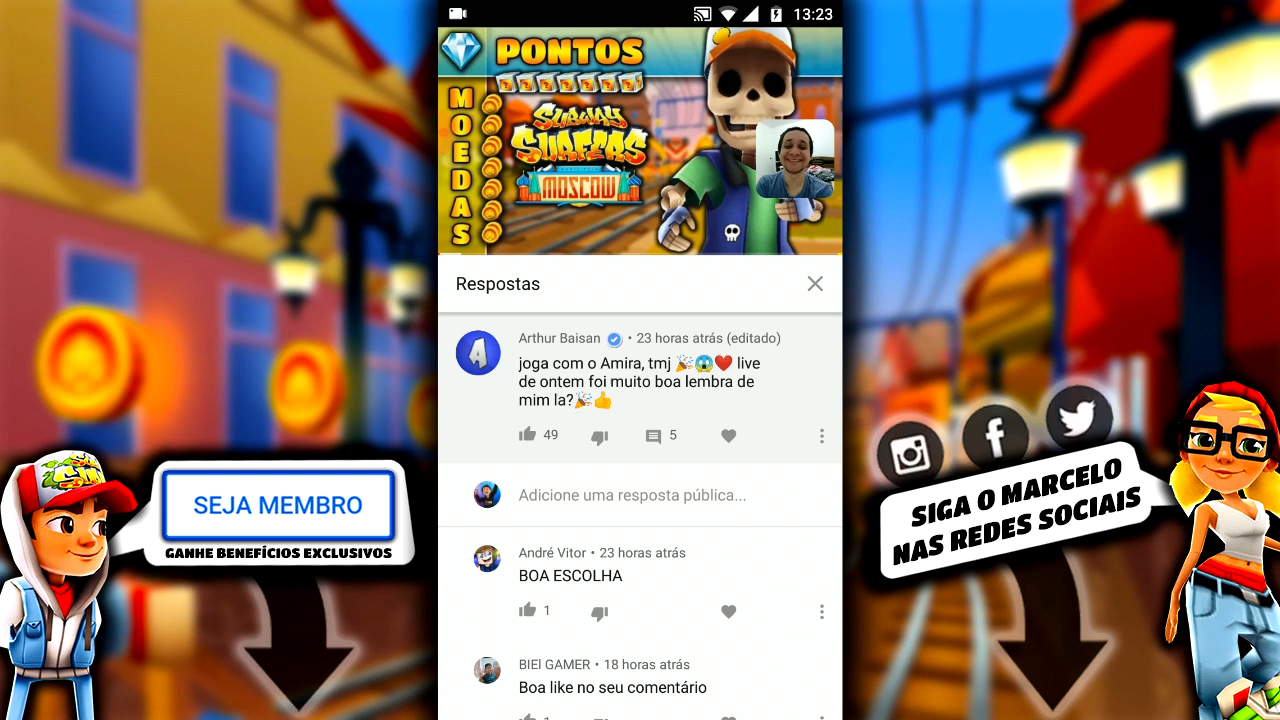 13:23
PONTOS
MOEDAS
SUBWAY
SURFERS
MOSCOW
Respostas
Arthur Baisan • 23 horas atrás (editado)
joga com o Amira, tmj 🎉😱❤️ live
de ontem foi muito boa lembra de
mim la?🎉👍
49
5
Adicione uma resposta pública...
André Vitor • 23 horas atrás
BOA ESCOLHA
1
BIEl GAMER • 18 horas atrás
Boa like no seu comentário
1
SEJA MEMBRO
GANHE BENEFÍCIOS EXCLUSIVOS
SIGA O MARCELO
NAS REDES SOCIAIS